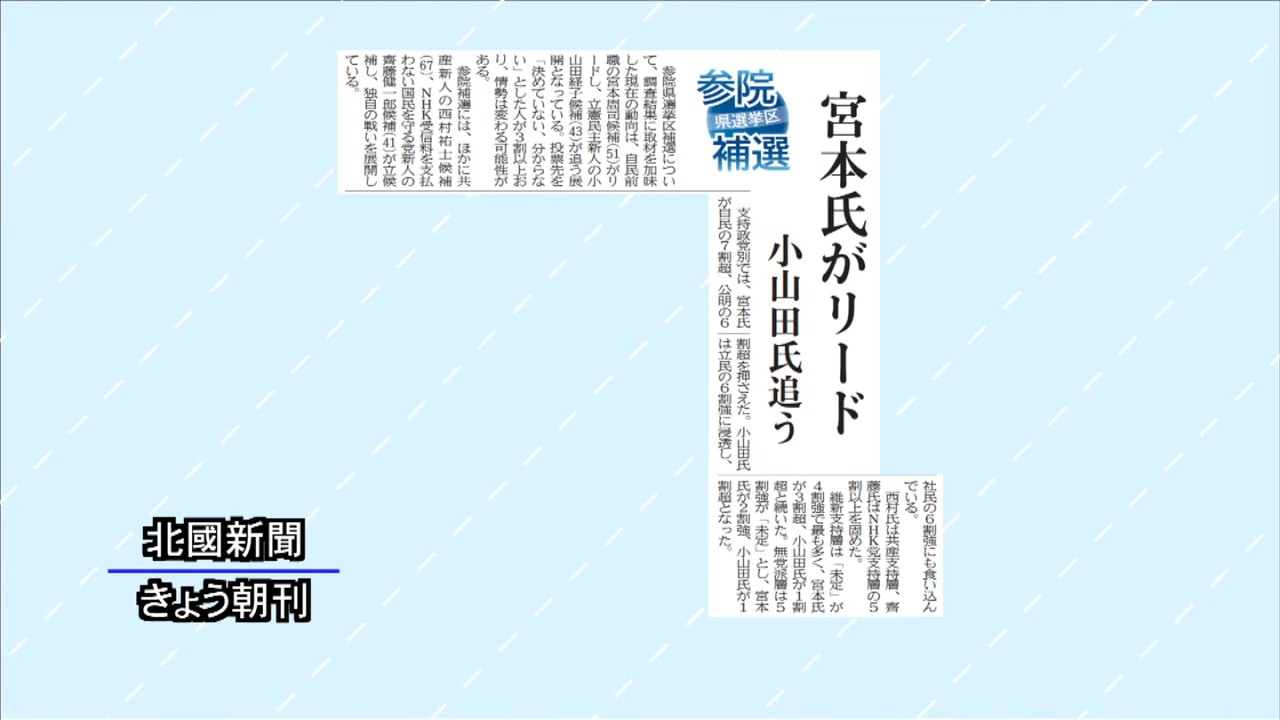 宮本氏がリード
小山田氏追う
参院
県選挙区
補選
参院県選挙区補選につい
て、調査結果に取材を加味
した現在の動向は、自民前
職の宮本周司候補(51)がリ
ードし、立憲民主新人の小
山田経子候補(43)が追う展
開となっている。投票先を
「決めていない、分からな
い」とした人が3割以上お
り、情勢は変わる可能性が
ある。
参院補選には、ほかに共
産新人の西村祐士候補
(67)、NHK受信料を支払
わない国民を守る党新人の
齊藤健一郎候補(41)が立候
補し、独自の戦いを展開し
ている。
支持政党別では、宮本氏
が自民の7割超、公明の6
割超を押さえた。小山田氏
は立民の6割強に浸透し、
社民の6割強にも食い込ん
でいる。
西村氏は共産支持層、齊
藤氏はNHK党支持層の5
割以上を固めた。
維新支持層は「未定」が
4割強で最も多く、宮本氏
が3割超、小山田氏が1割
超と続いた。無党派層は5
割強が「未定」とし、宮本
氏が2割強、小山田氏が1
割超となった。
北國新聞
きょう朝刊